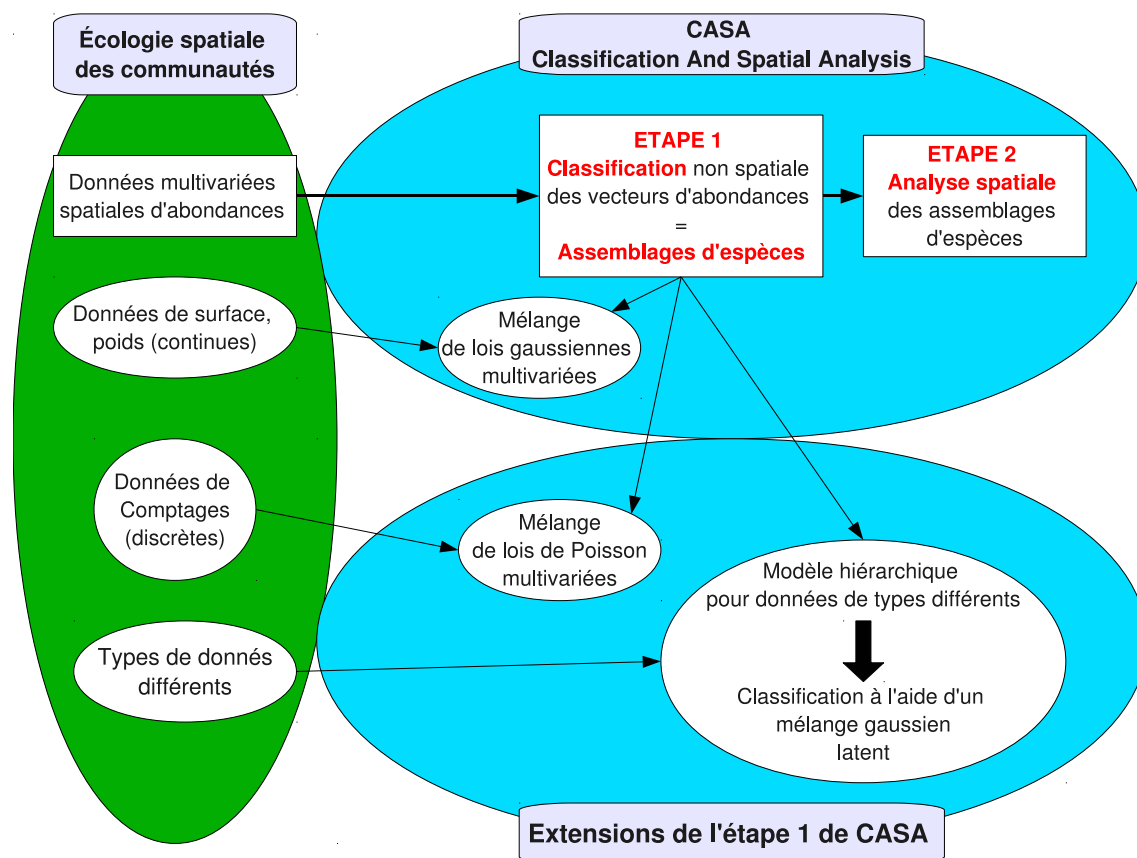 Écologie spatiale
des communautés
CASA
Classification And Spatial Analysis
Données multivariées
spatiales d'abondances
ETAPE 1
Classification non spatiale
des vecteurs d'abondances
=
Assemblages d'espèces
ETAPE 2
Analyse spatiale
des assemblages
d'espèces
Données de surface,
poids (continues)
Mélange
de lois gaussiennes
multivariées
Données de
Comptages
(discrètes)
Mélange
de lois de Poisson
multivariées
Modèle hiérarchique
pour données de types différents
Types de donnés
différents
Classification à l'aide d'un
mélange gaussien
latent
Extensions de l'étape 1 de CASA